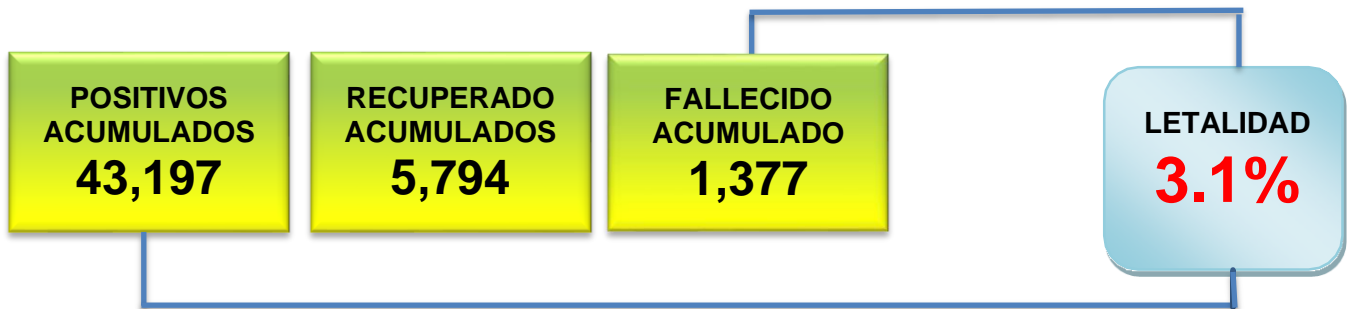 POSITIVOS
ACUMULADOS
43,197
RECUPERADO
ACUMULADOS
5,794
FALLECIDO
ACUMULADO
1,377
LETALIDAD
3.1%